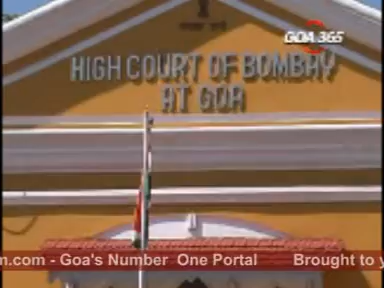 GOA 365
HIGH COURT OF BOMBAY
AT GOA
m.com - Goa's Number One Portal Brought to y